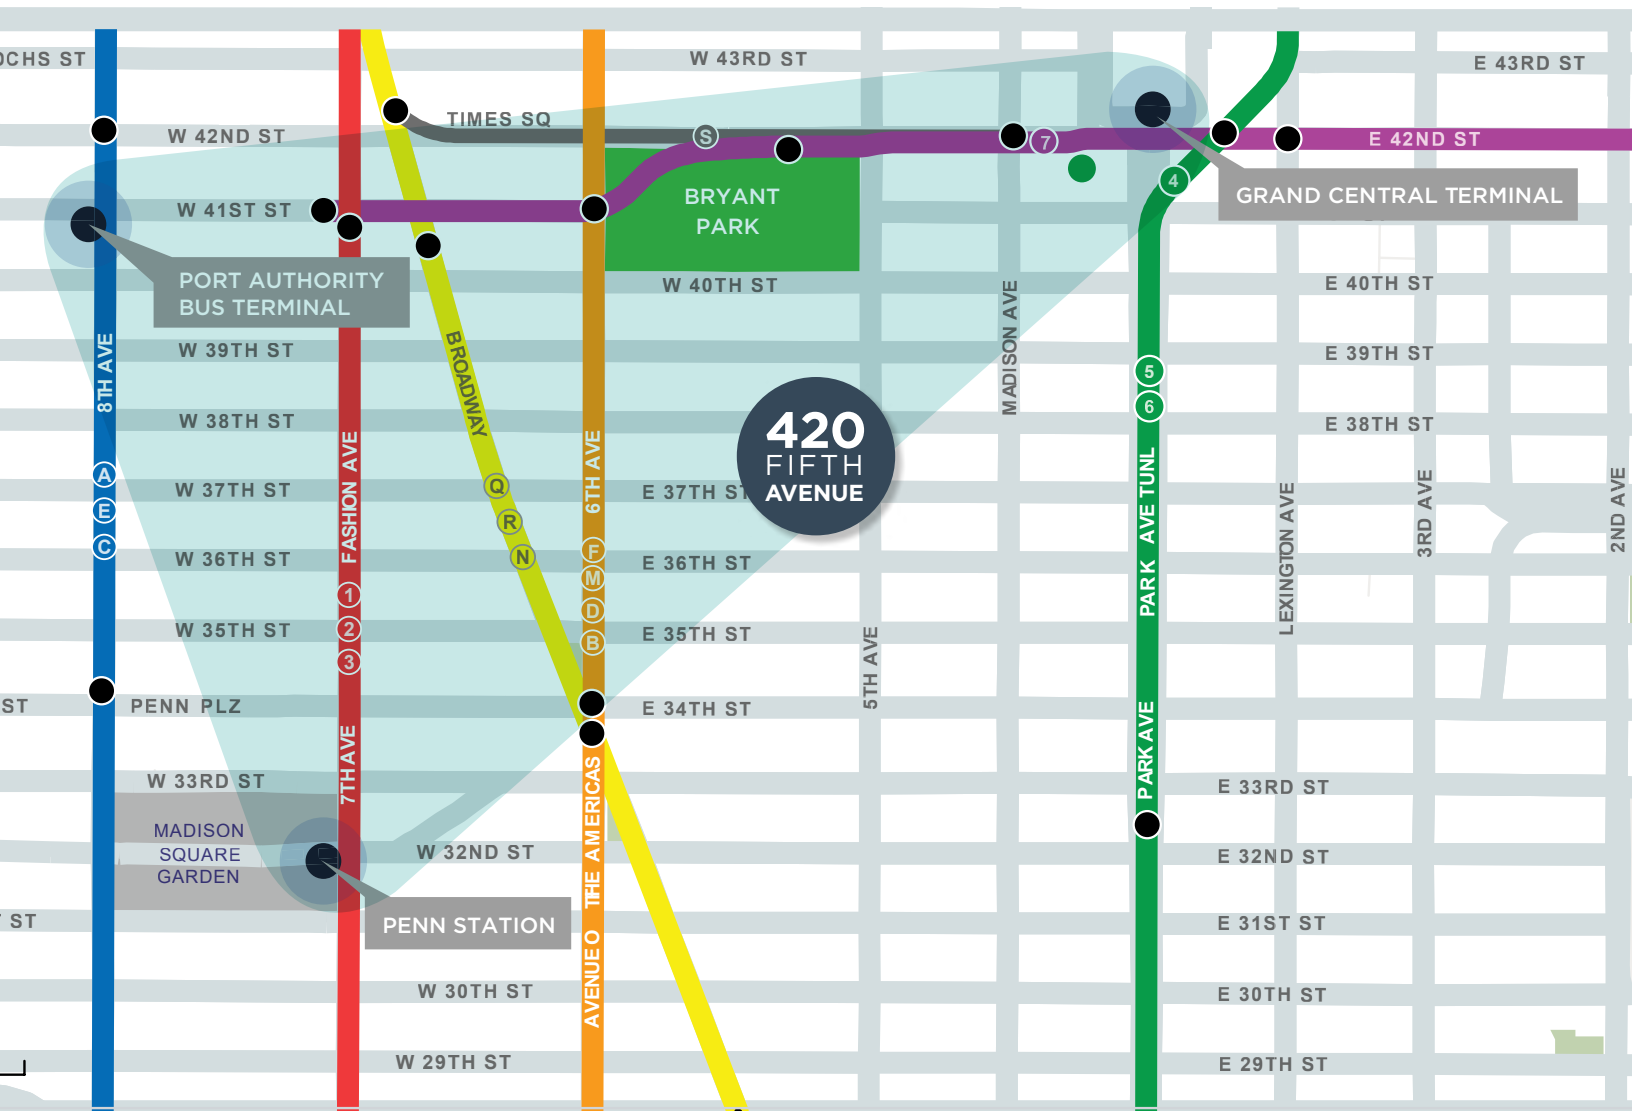 OCHS ST
W 43RD ST
E 43RD ST
TIMES SQ
W 42ND ST
S
7
E 42ND ST
4
GRAND CENTRAL TERMINAL
W 41ST ST
BRYANT
PARK
PORT AUTHORITY
BUS TERMINAL
W 40TH ST
E 40TH ST
MADISON AVE
8TH AVE
BROADWAY
W 39TH ST
E 39TH ST
5
6
W 38TH ST
E 38TH ST
420
FIFTH
AVENUE
FASHION AVE
6TH AVE
PARK AVE TUNL
LEXINGTON AVE
3RD AVE
2ND AVE
A
E
C
W 37TH ST
Q
R
N
E 37TH ST
W 36TH ST
F
M
D
B
E 36TH ST
1
2
3
W 35TH ST
E 35TH ST
5TH AVE
ST
PENN PLZ
E 34TH ST
7TH AVE
PARK AVE
W 33RD ST
E 33RD ST
AVENUE O THE AMERICAS
MADISON
SQUARE
GARDEN
W 32ND ST
E 32ND ST
ST
PENN STATION
E 31ST ST
W 30TH ST
E 30TH ST
W 29TH ST
E 29TH ST